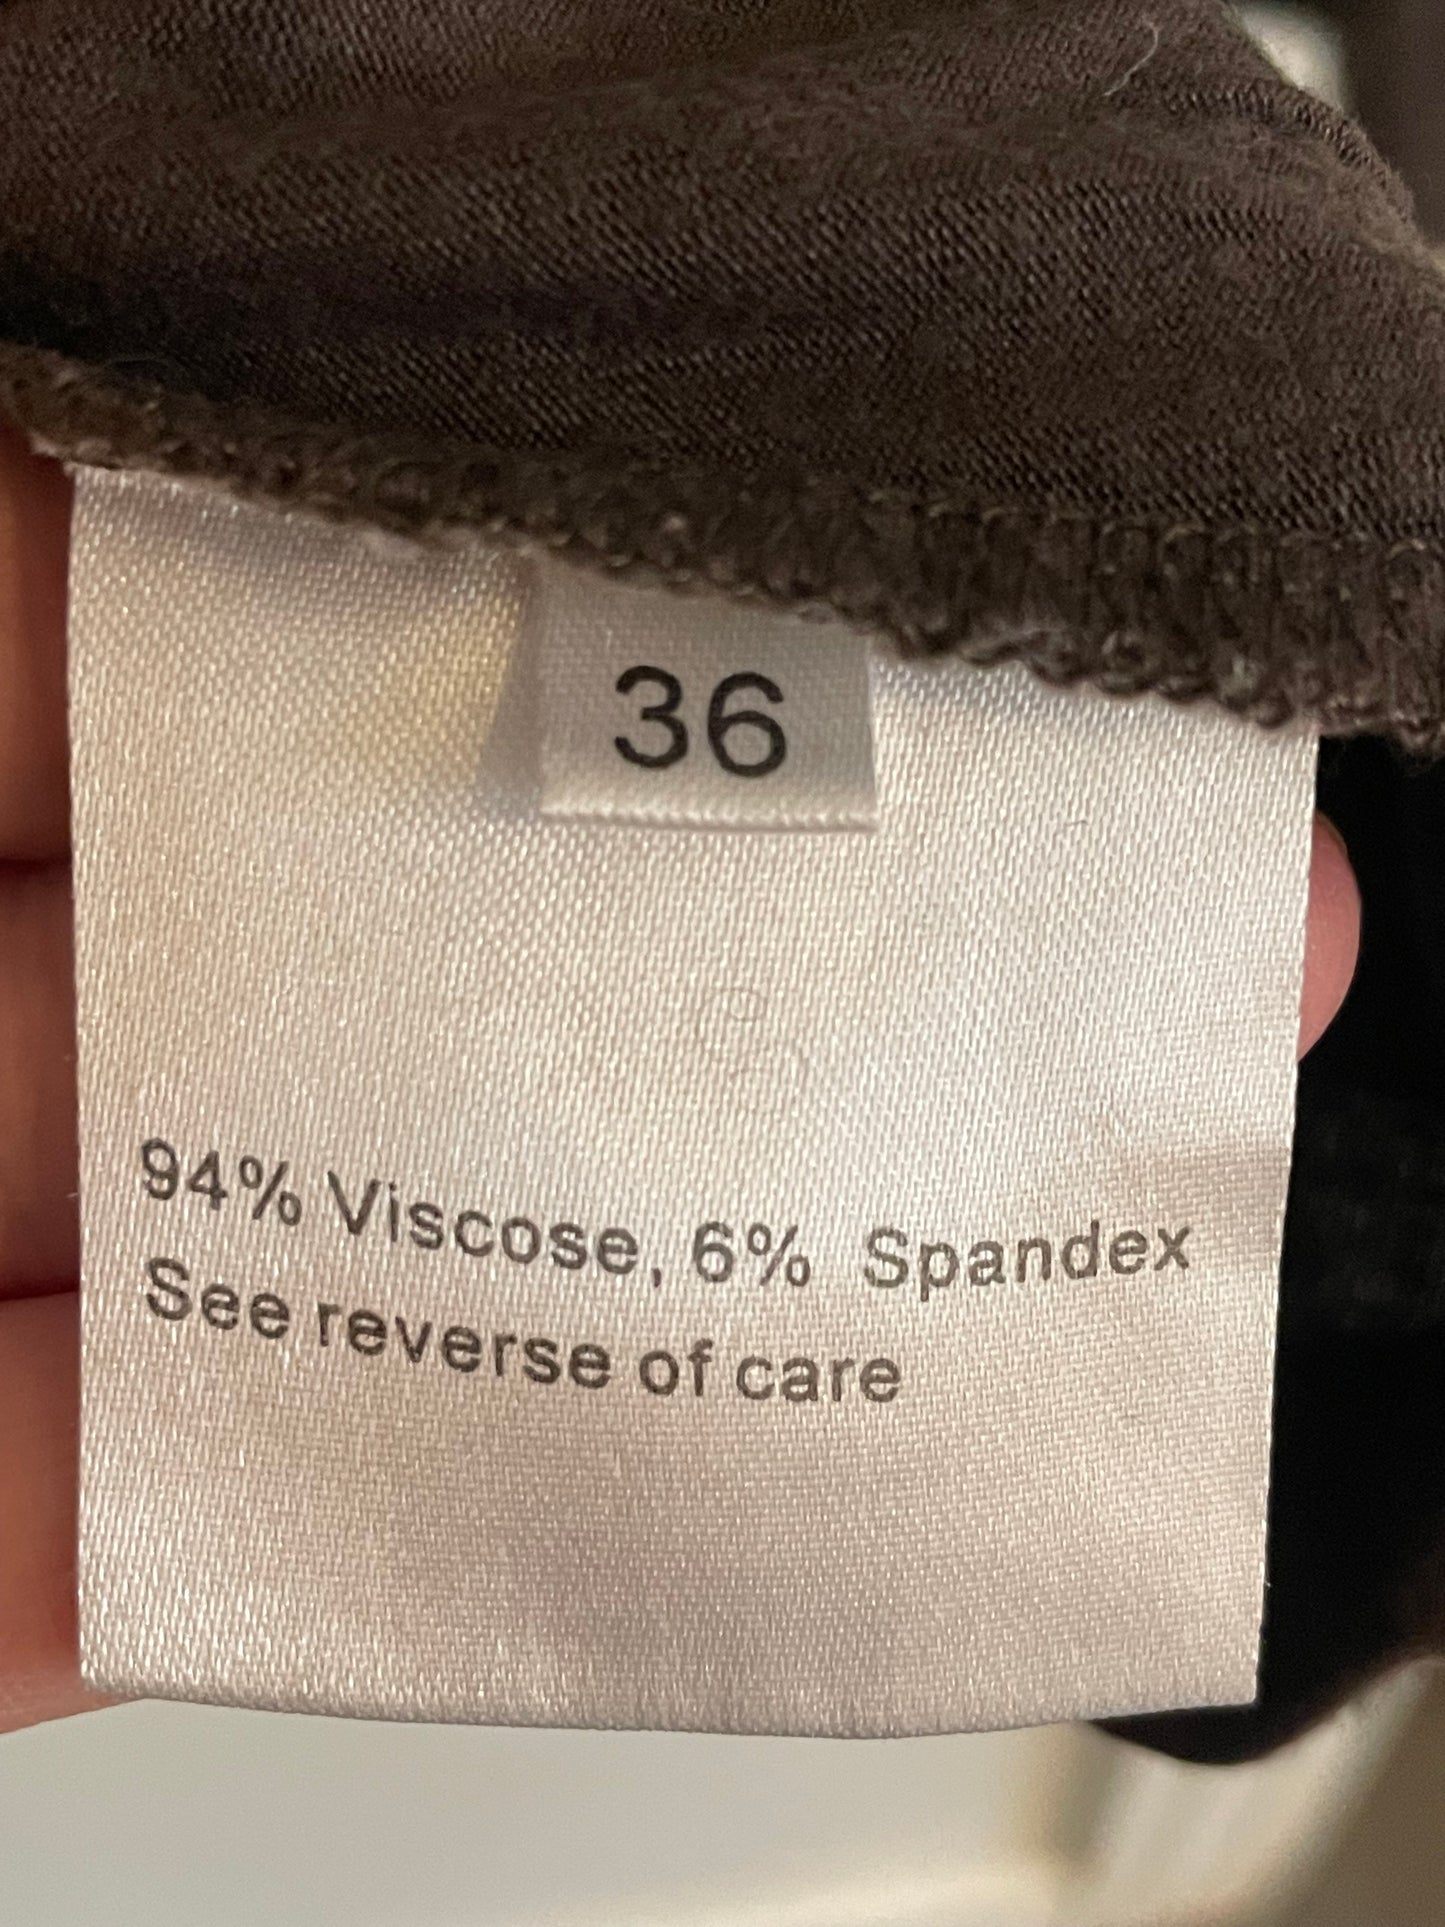 36
94% Viscose, 6% Spandex
See reverse of care